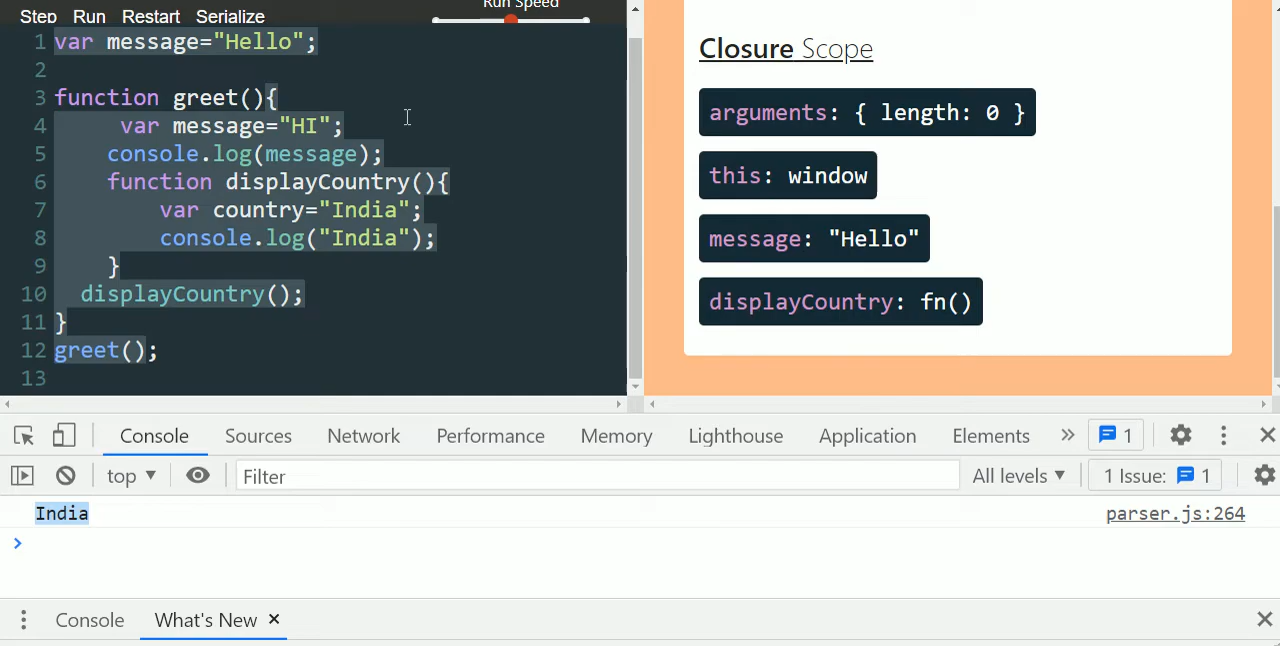 Step Run Restart Serialize Run Speed
1 var message="Hello";
2
3 function greet(){
4 var message="HI";
5 console.log(message);
6 function displayCountry(){
7 var country="India";
8 console.log("India");
9 }
10 displayCountry();
11 }
12 greet();
13
Closure Scope
arguments: { length: 0 }
this: window
message: "Hello"
displayCountry: fn()
Console Sources Network Performance Memory Lighthouse Application Elements » 1
top ▼ Filter All levels ▼ 1 Issue: 1
India parser.js:264
>
Console What's New ×